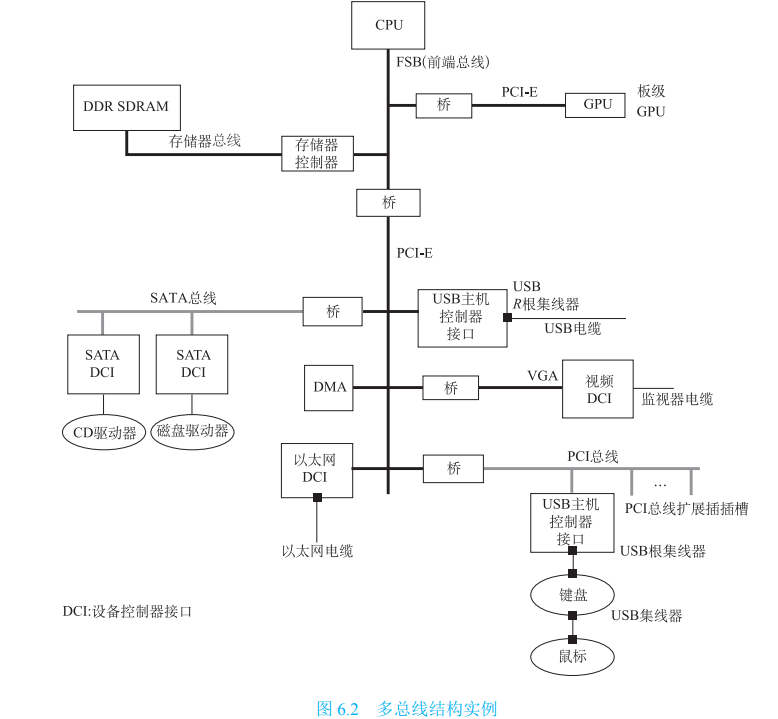 CPU
FSB(前端总线)
DDR SDRAM
桥
PCI-E
GPU
板级
GPU
存储器总线
存储器
控制器
桥
PCI-E
SATA总线
桥
USB主机
控制器
接口
USB
R根集线器
USB电缆
SATA
DCI
SATA
DCI
CD驱动器
磁盘驱动器
DMA
桥
VGA
视频
DCI
监视器电缆
以太网
DCI
桥
PCI总线
...
PCI总线扩展插插槽
以太网电缆
USB主机
控制器
接口
USB根集线器
键盘
USB集线器
鼠标
DCI:设备控制器接口
图 6.2 多总线结构实例